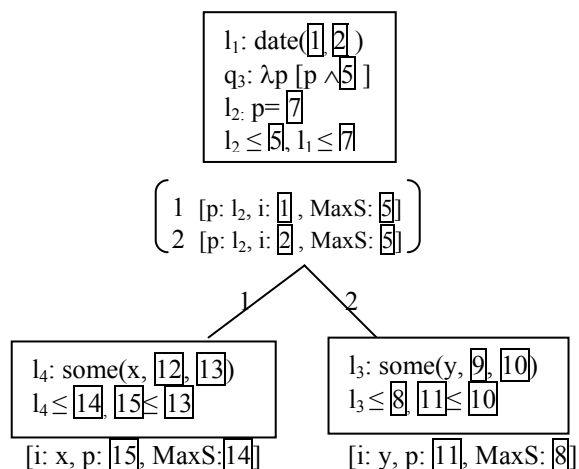 l₁: date(1, 2 )
q₃: λp [p ∧5 ]
l₂: p= 7
l₂ ≤ 5, l₁ ≤ 7
1 [p: l₂, i: 1 , MaxS: 5]
2 [p: l₂, i: 2 , MaxS: 5]
1 2
l₄: some(x, 12, 13)
l₄ ≤ 14, 15 ≤ 13
[i: x, p: 15, MaxS:14]
l₃: some(y, 9, 10)
l₃ ≤ 8, 11≤ 10
[i: y, p: 11, MaxS: 8]